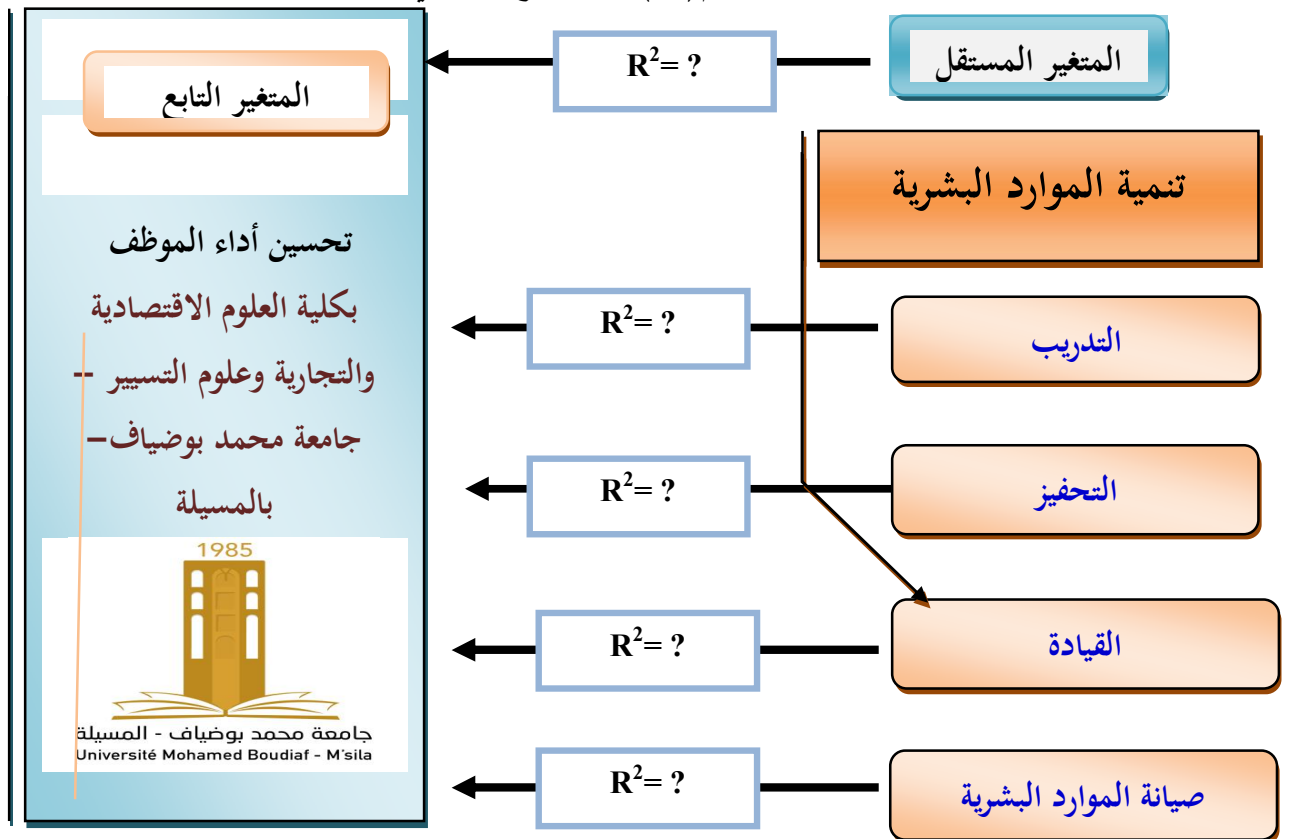 المتغير المستقل
R²= ?
المتغير التابع
تنمية الموارد البشرية
تحسين أداء الموظف
بكلية العلوم الاقتصادية
والتجارية وعلوم التسيير –
جامعة محمد بوضياف–
بالمسيلة
التدريب
R²= ?
التحفيز
R²= ?
القيادة
R²= ?
صيانة الموارد البشرية
R²= ?
1985
جامعة محمد بوضياف - المسيلة
Université Mohamed Boudiaf - M'sila